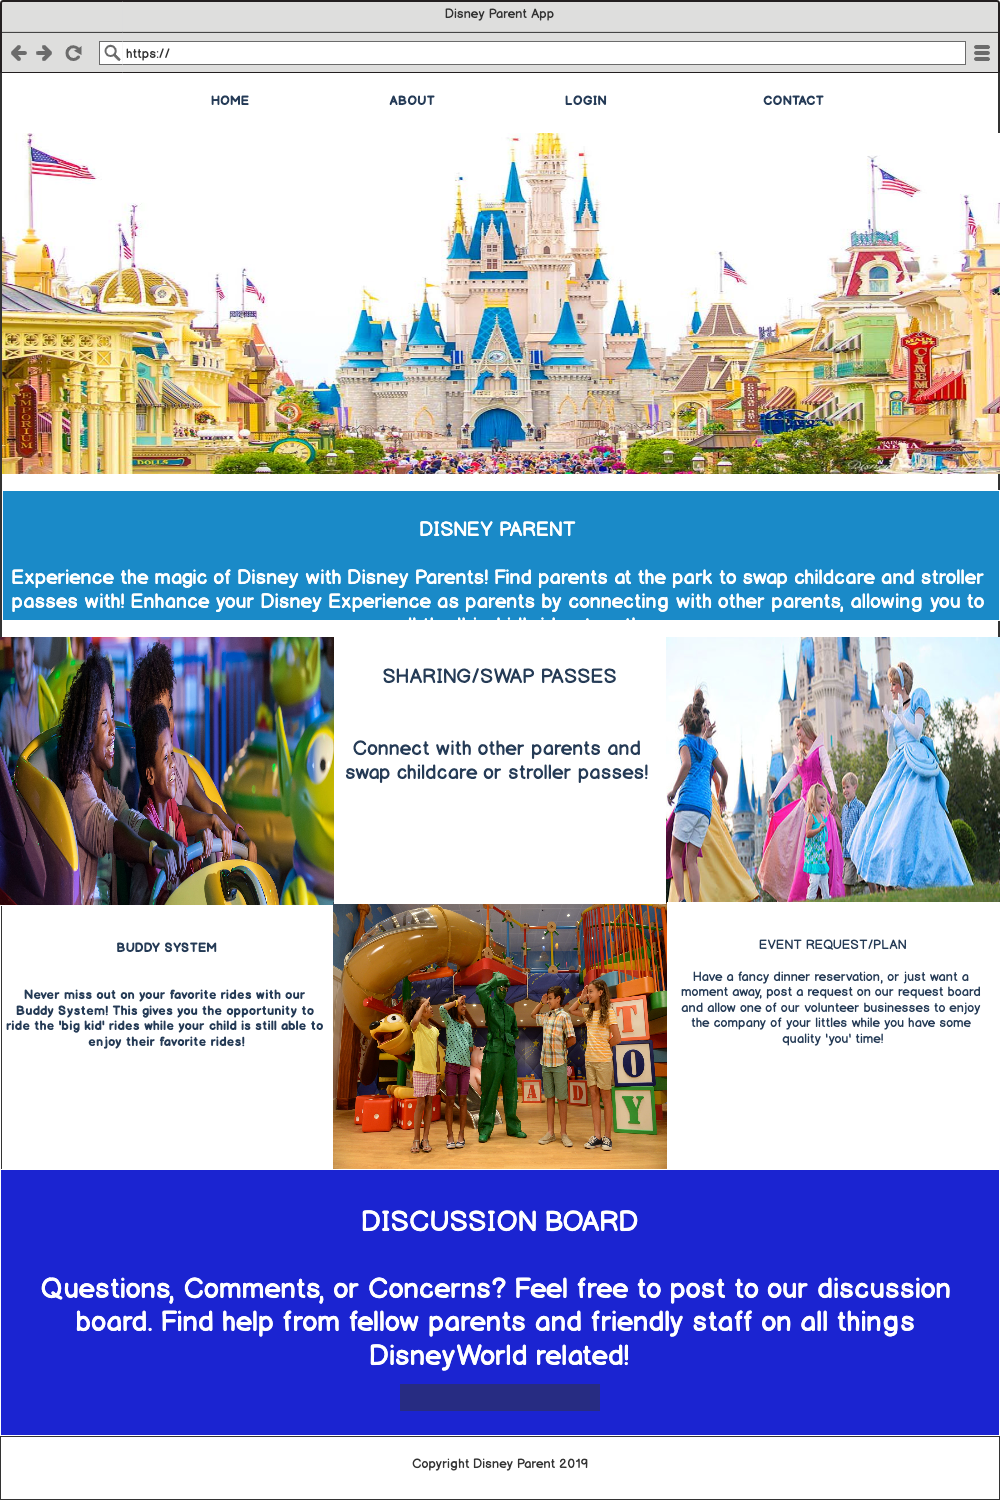 Disney Parent App
https://
HOME
ABOUT
LOGIN
CONTACT
EMPORIUM
DOLLS
MAIN ST
CINEMA
DISNEY PARENT
Experience the magic of Disney with Disney Parents! Find parents at the park to swap childcare and stroller
passes with! Enhance your Disney Experience as parents by connecting with other parents, allowing you to
SHARING/SWAP PASSES
Connect with other parents and
swap childcare or stroller passes!
BUDDY SYSTEM
Never miss out on your favorite rides with our
Buddy System! This gives you the opportunity to
ride the 'big kid' rides while your child is still able to
enjoy their favorite rides!
T
O
Y
A
D
EVENT REQUEST/PLAN
Have a fancy dinner reservation, or just want a
moment away, post a request on our request board
and allow one of our volunteer businesses to enjoy
the company of your littles while you have some
quality 'you' time!
DISCUSSION BOARD
Questions, Comments, or Concerns? Feel free to post to our discussion
board. Find help from fellow parents and friendly staff on all things
DisneyWorld related!
Copyright Disney Parent 2019